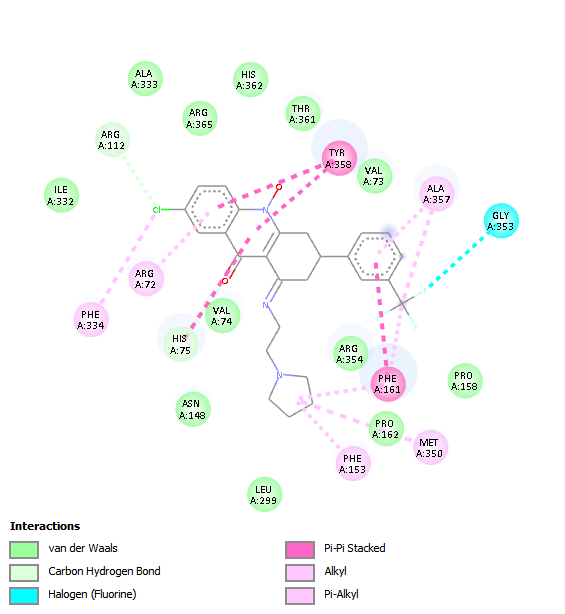 ALA
A:333
HIS
A:362
ARG
A:365
THR
A:361
ARG
A:112
TYR
A:358
VAL
A:73
ALA
A:357
ILE
A:332
GLY
A:353
Cl
N
O
ARG
A:72
O
PHE
A:334
VAL
A:74
N
HIS
A:75
ARG
A:354
N
PHE
A:161
PRO
A:158
ASN
A:148
PRO
A:162
MET
A:350
PHE
A:153
LEU
A:299
Interactions
van der Waals
Carbon Hydrogen Bond
Halogen (Fluorine)
Pi-Pi Stacked
Alkyl
Pi-Alkyl